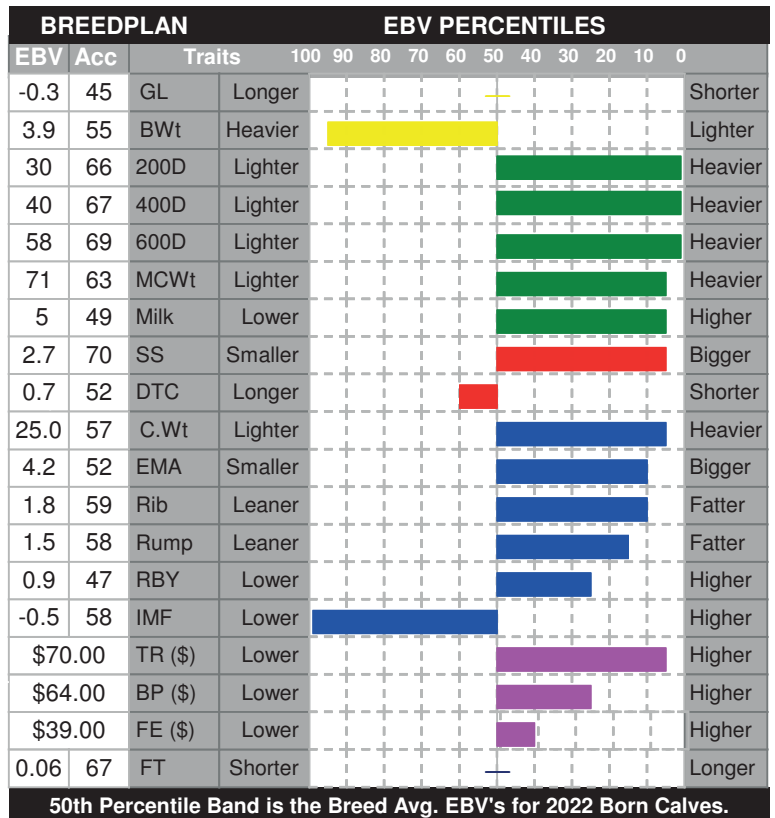 BREEDPLAN EBV PERCENTILES
EBV Acc Traits 100 90 80 70 60 50 40 30 20 10 0
-0.3 45 GL Longer Shorter
3.9 55 BWt Heavier Lighter
30 66 200D Lighter Heavier
40 67 400D Lighter Heavier
58 69 600D Lighter Heavier
71 63 MCWt Lighter Heavier
5 49 Milk Lower Higher
2.7 70 SS Smaller Bigger
0.7 52 DTC Longer Shorter
25.0 57 C.Wt Lighter Heavier
4.2 52 EMA Smaller Bigger
1.8 59 Rib Leaner Fatter
1.5 58 Rump Leaner Fatter
0.9 47 RBY Lower Higher
-0.5 58 IMF Lower Higher
$70.00 TR ($) Lower Higher
$64.00 BP ($) Lower Higher
$39.00 FE ($) Lower Higher
0.06 67 FT Shorter Longer
50th Percentile Band is the Breed Avg. EBV's for 2022 Born Calves.